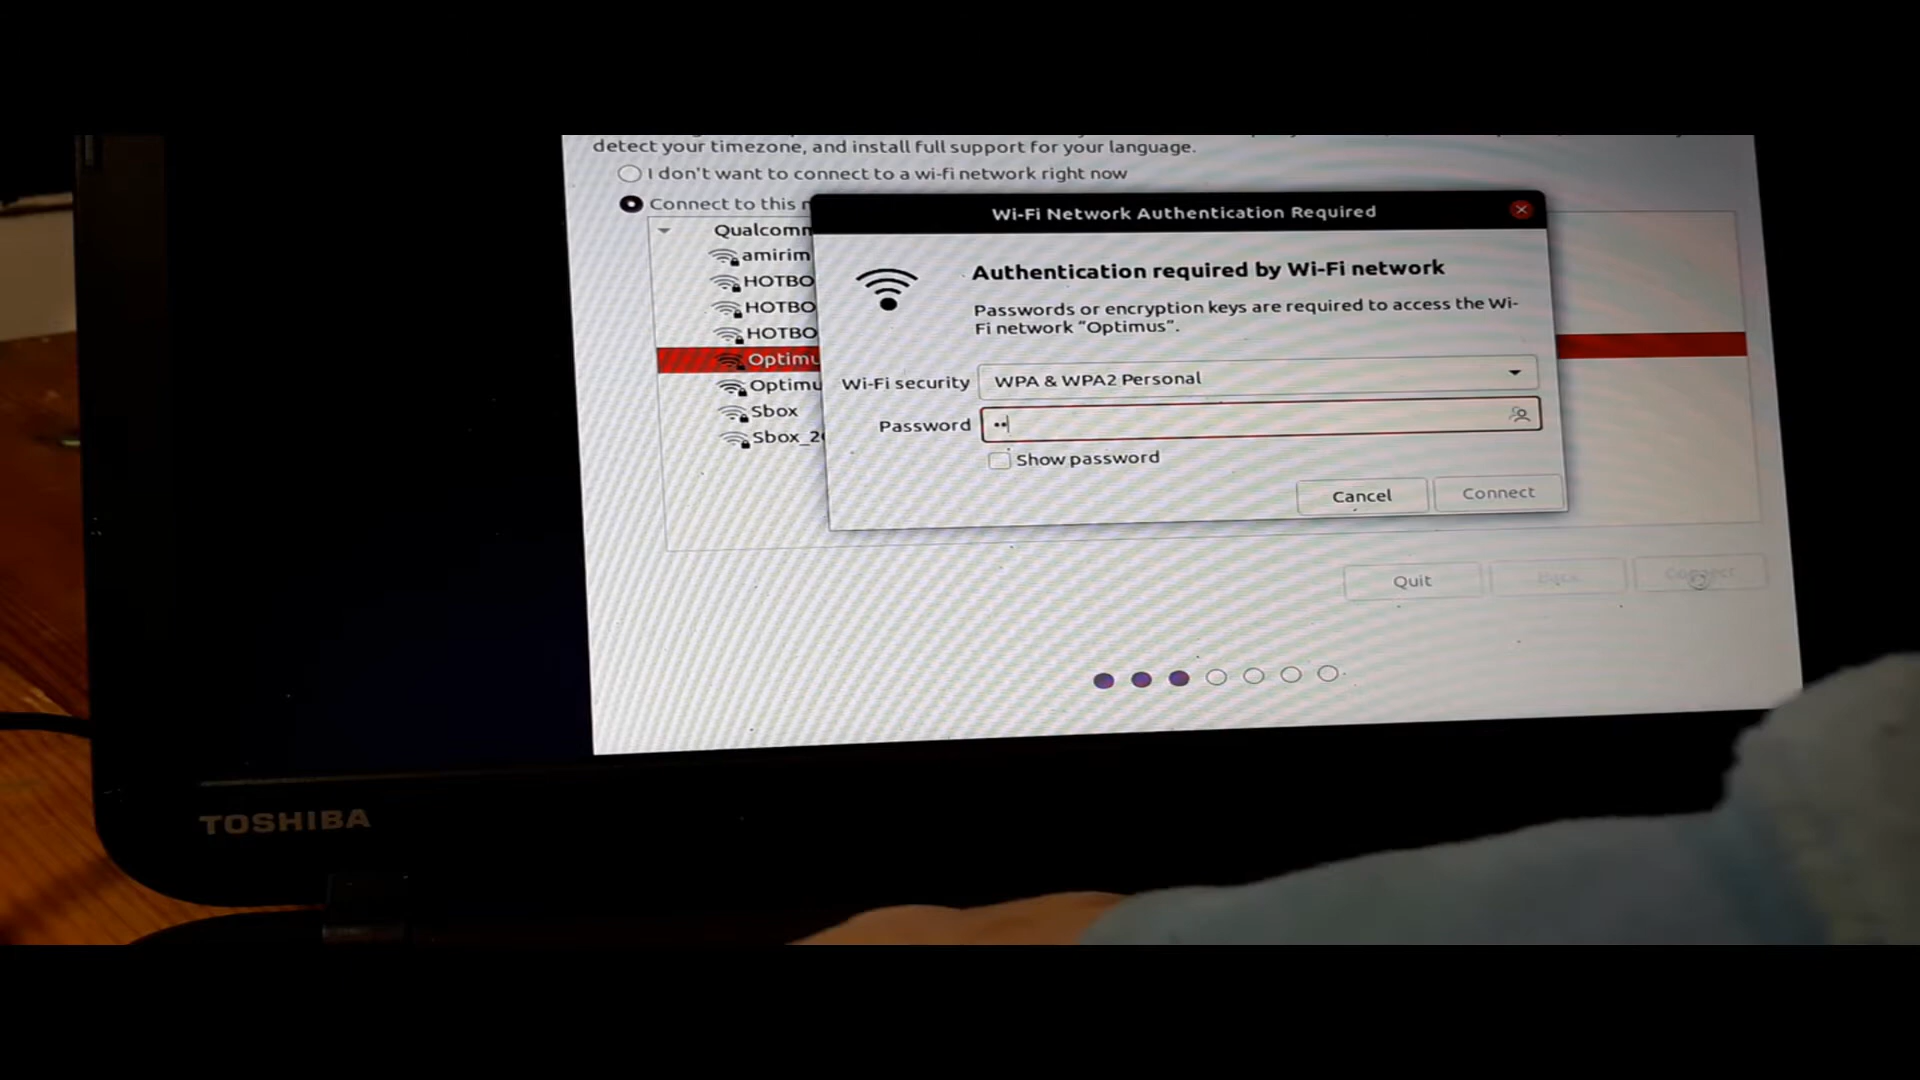 detect your timezone, and install full support for your language.
I don't want to connect to a wi-fi network right now
Connect to this
Qualcomm
amirim
HOTBO
HOTBO
HOTBO
Optimu
Optimu
Sbox
Sbox_2
Wi-Fi Network Authentication Required
Authentication required by Wi-Fi network
Passwords or encryption keys are required to access the Wi-
Fi network “Optimus”.
Wi-Fi security
WPA & WPA2 Personal
Password
••
Show password
Cancel
Connect
Quit
Back
Connect
TOSHIBA